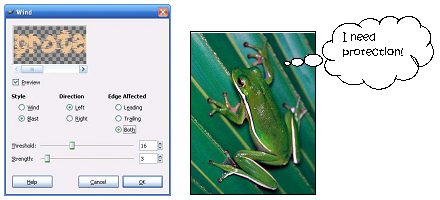 Wind
prote
Preview
Style
Direction
Edge Affected
Wind
Left
Leading
Blast
Right
Trailing
Both
Threshold:
16
Strength:
3
Help
Cancel
OK
I need
protection!